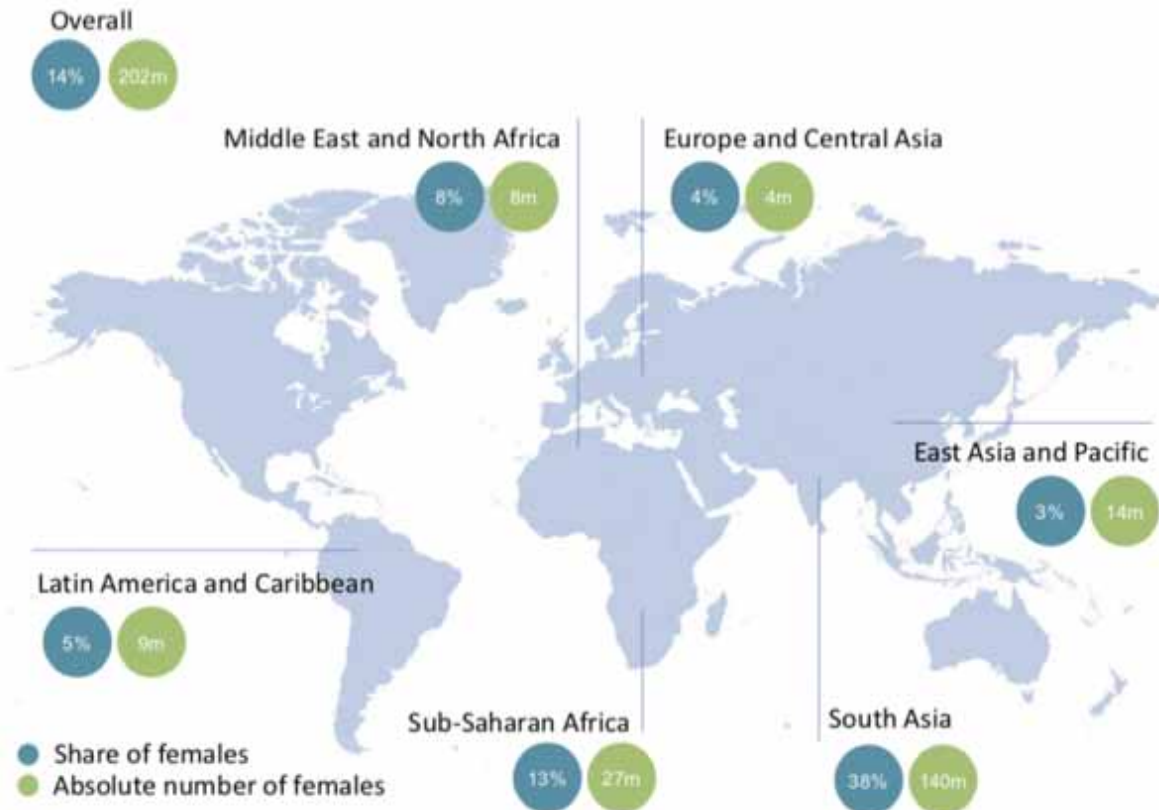 Overall
14% 202m
Middle East and North Africa
8% 8m
Europe and Central Asia
4% 4m
East Asia and Pacific
3% 14m
Latin America and Caribbean
5% 9m
Sub-Saharan Africa
13% 27m
South Asia
38% 140m
Share of females
Absolute number of females